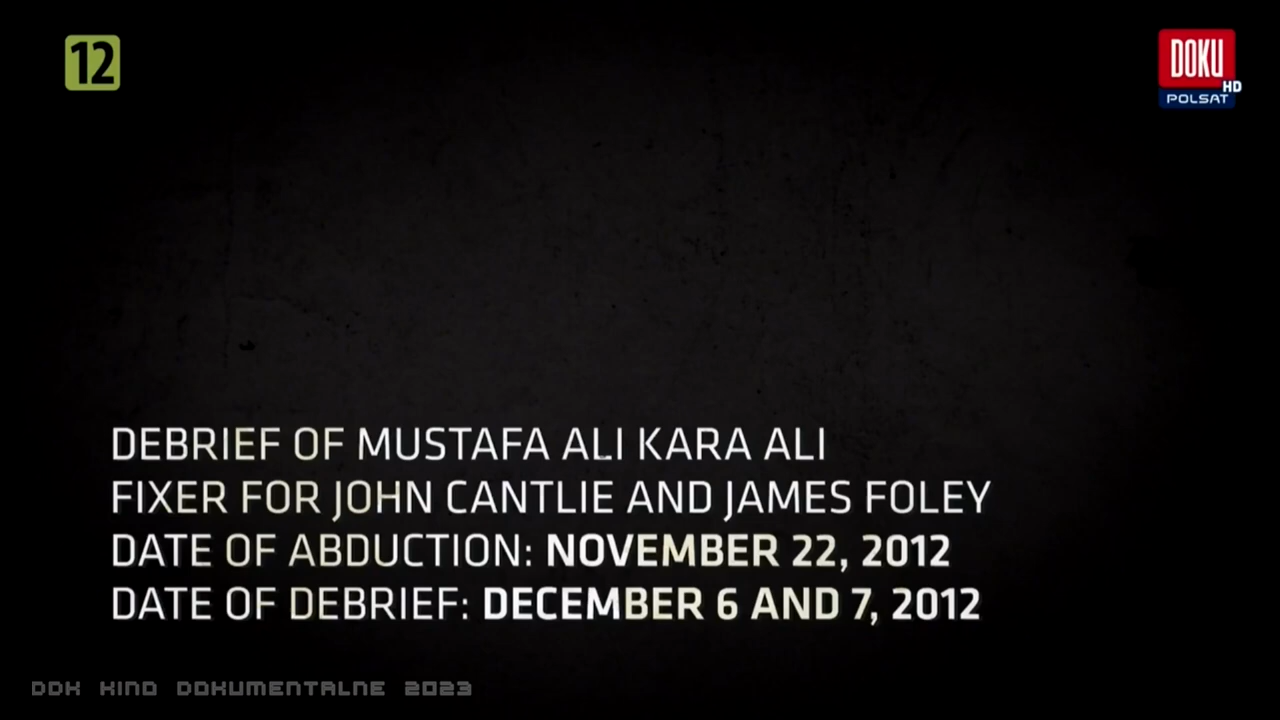 12
DOKU
HD
POLSAT
DEBRIEF OF MUSTAFA ALI KARA ALI
FIXER FOR JOHN CANTLIE AND JAMES FOLEY
DATE OF ABDUCTION: NOVEMBER 22, 2012
DATE OF DEBRIEF: DECEMBER 6 AND 7, 2012
DDK KINO DOKUMENTALNE 2023